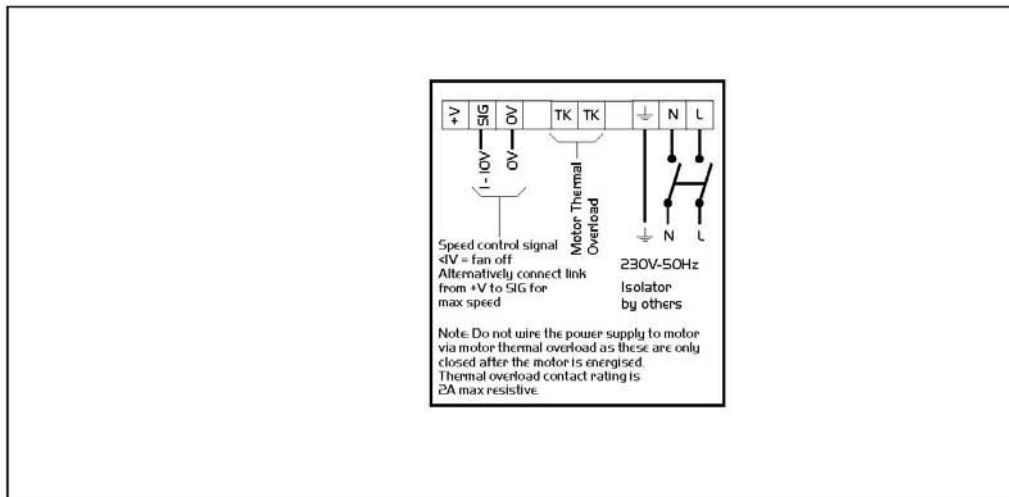 +V SIG 0V TK TK N L
1 - 10V 0V
Motor Thermal
Overload
N L
Speed control signal
<1V = fan off
Alternatively connect link
from +V to SIG for
max speed
230V-50Hz
Isolator
by others
Note: Do not wire the power supply to motor
via motor thermal overload as these are only
closed after the motor is energised.
Thermal overload contact rating is
2A max resistive.